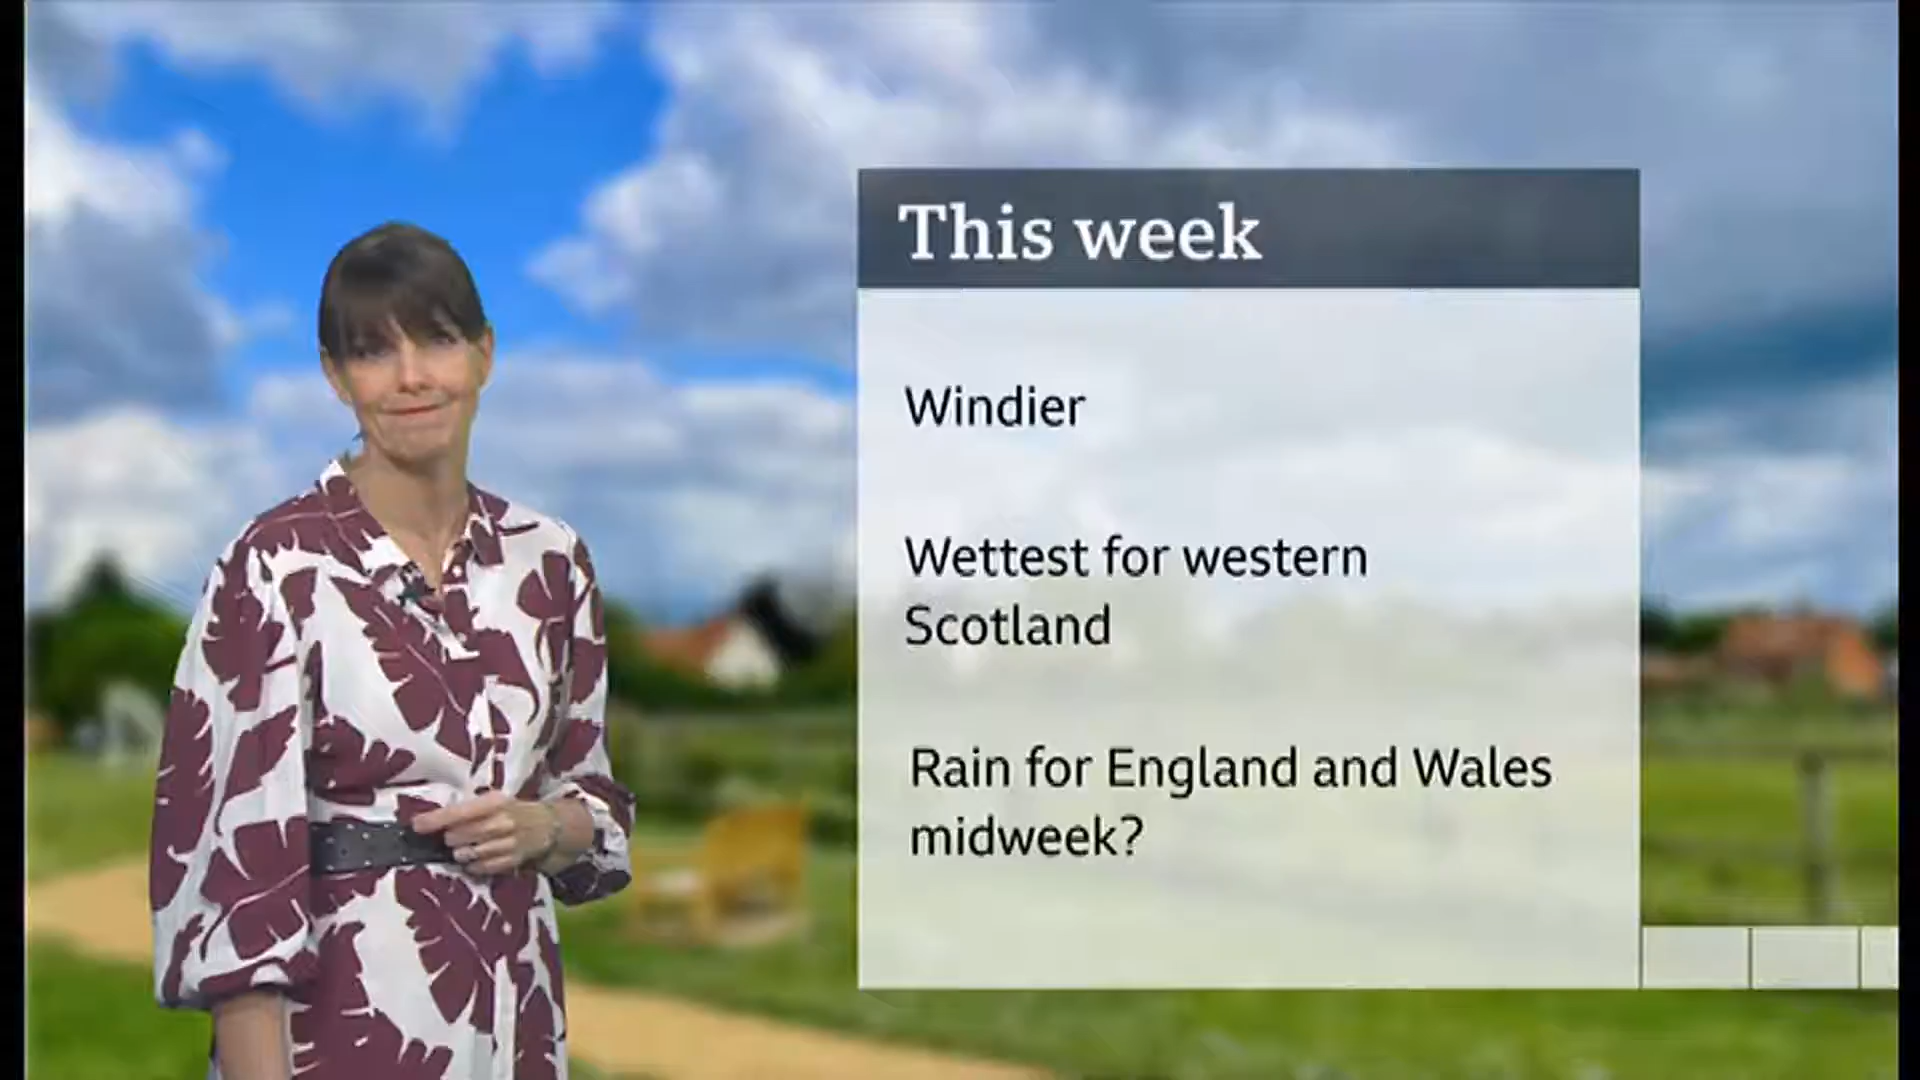 This week
Windier
Wettest for western
Scotland
Rain for England and Wales
midweek?